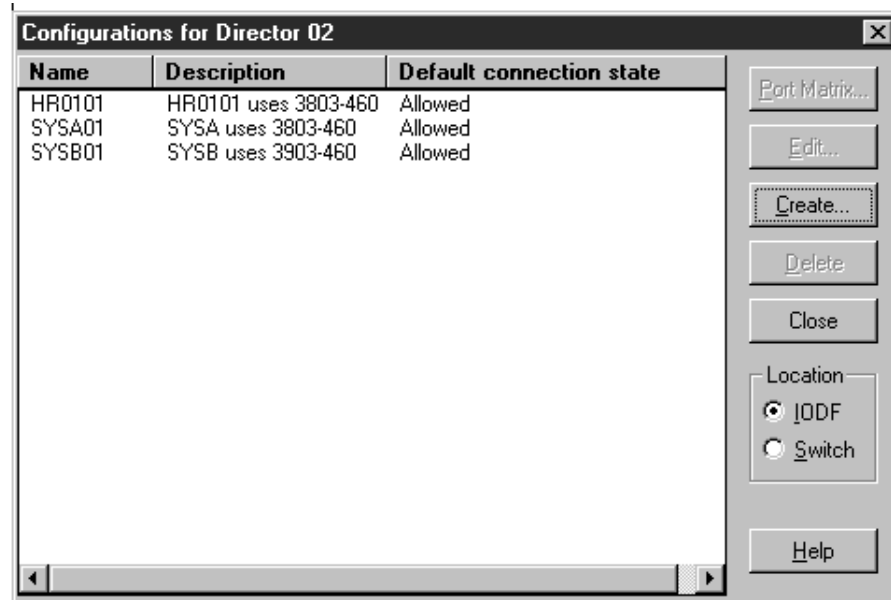 Configurations for Director 02
Name Description Default connection state
HR0101 HR0101 uses 3803-460 Allowed
SYSA01 SYSA uses 3803-460 Allowed
SYSB01 SYSB uses 3903-460 Allowed
Port Matrix...
Edit...
Create...
Delete
Close
Location
IODF
Switch
Help